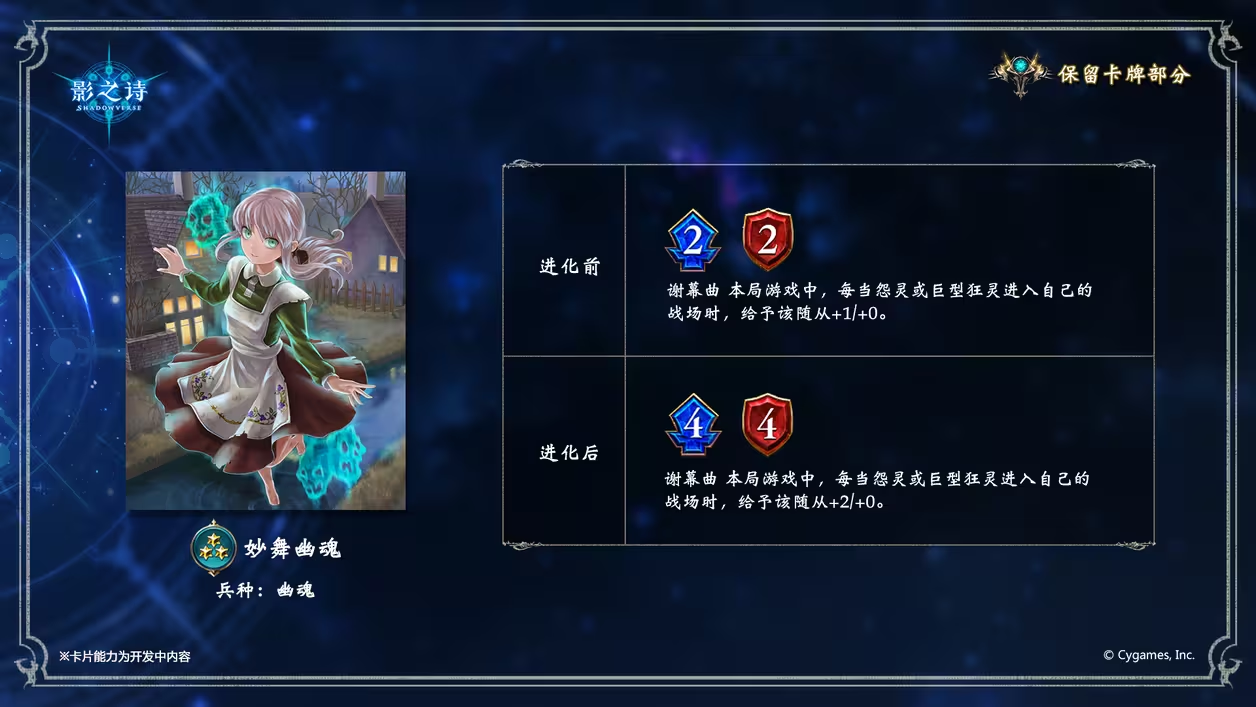 影之诗
SHADOWVERSE
保留卡牌部分
进化前
2 2
谢幕曲 本局游戏中，每当怨灵或巨型狂灵进入自己的
战场时，给予该随从+1/+0。
进化后
4 4
谢幕曲 本局游戏中，每当怨灵或巨型狂灵进入自己的
战场时，给予该随从+2/+0。
妙舞幽魂
兵种：幽魂
※卡片能力为开发中内容
© Cygames, Inc.